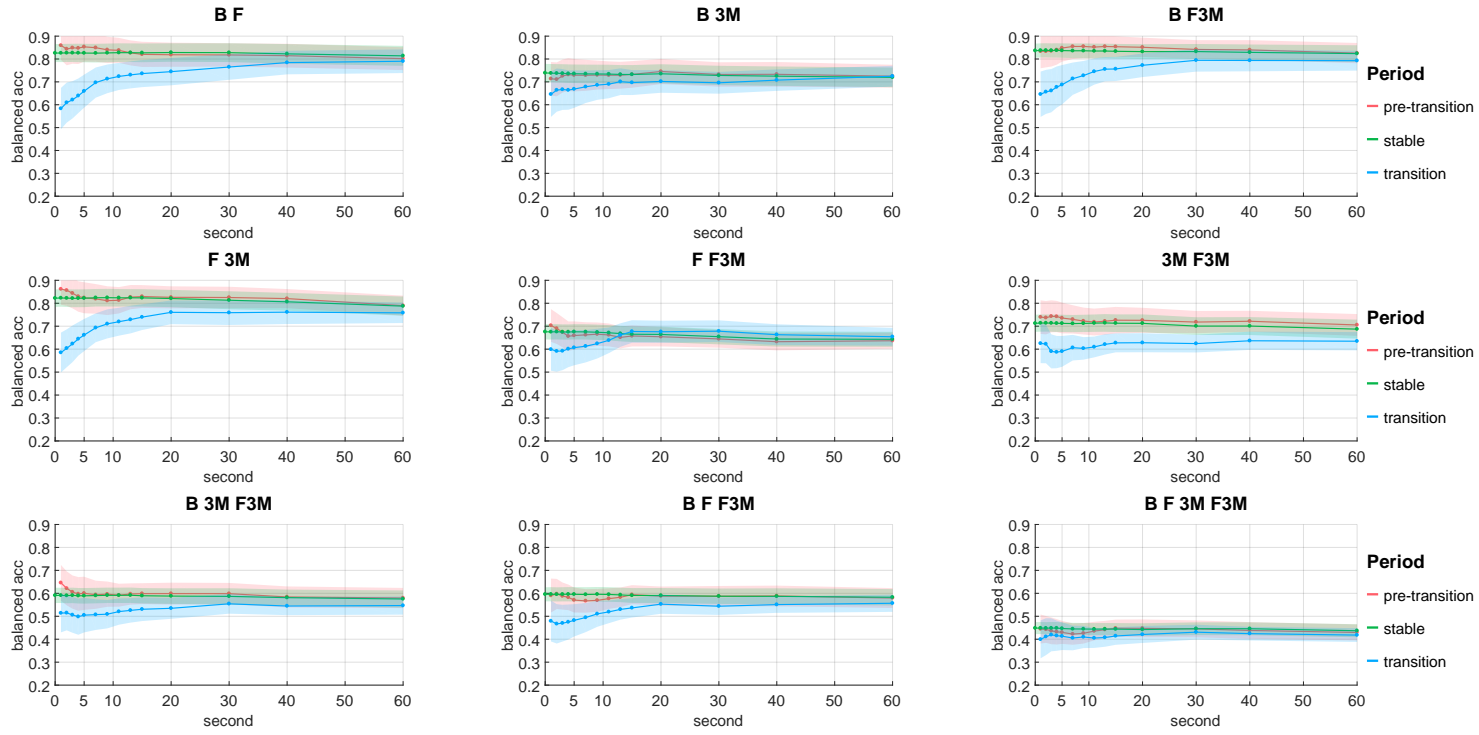 B F
0.9
0.8
0.7
0.6
0.5
0.4
0.3
0.2
balanced acc
0 5 10 20 30 40 50 60
second
B 3M
0.9
0.8
0.7
0.6
0.5
0.4
0.3
0.2
balanced acc
0 5 10 20 30 40 50 60
second
B F3M
0.9
0.8
0.7
0.6
0.5
0.4
0.3
0.2
balanced acc
0 5 10 20 30 40 50 60
second
Period
pre-transition
stable
transition
F 3M
0.9
0.8
0.7
0.6
0.5
0.4
0.3
0.2
balanced acc
0 5 10 20 30 40 50 60
second
F F3M
0.9
0.8
0.7
0.6
0.5
0.4
0.3
0.2
balanced acc
0 5 10 20 30 40 50 60
second
3M F3M
0.9
0.8
0.7
0.6
0.5
0.4
0.3
0.2
balanced acc
0 5 10 20 30 40 50 60
second
Period
pre-transition
stable
transition
B 3M F3M
0.9
0.8
0.7
0.6
0.5
0.4
0.3
0.2
balanced acc
0 5 10 20 30 40 50 60
second
B F F3M
0.9
0.8
0.7
0.6
0.5
0.4
0.3
0.2
balanced acc
0 5 10 20 30 40 50 60
second
B F 3M F3M
0.9
0.8
0.7
0.6
0.5
0.4
0.3
0.2
balanced acc
0 5 10 20 30 40 50 60
second
Period
pre-transition
stable
transition